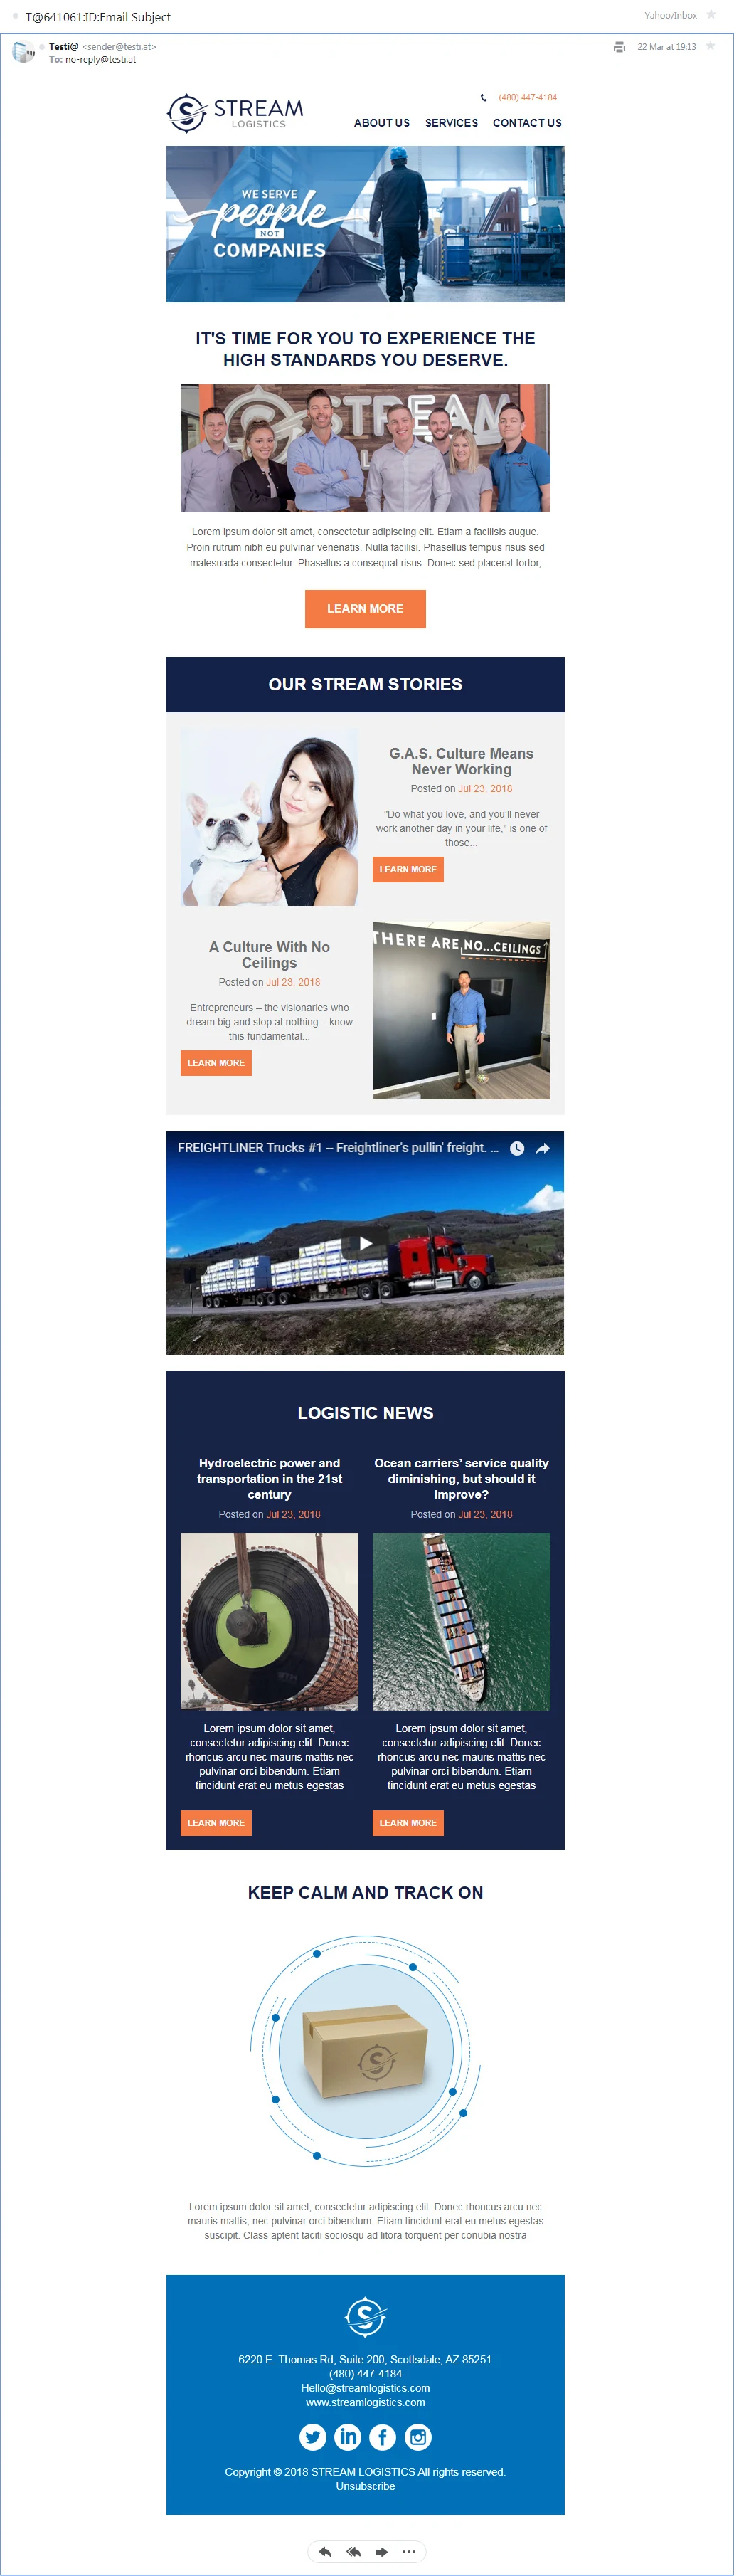 T@641061:ID:Email Subject
Yahoo/Inbox
Testi@ <sender@testi.at>
22 Mar at 19:13
To: no-reply@testi.at
(480) 447-4184
STREAM
LOGISTICS
ABOUT US SERVICES CONTACT US
WE SERVE
people
NOT
COMPANIES
IT'S TIME FOR YOU TO EXPERIENCE THE
HIGH STANDARDS YOU DESERVE.
STREAM
Lorem ipsum dolor sit amet, consectetur adipiscing elit. Etiam a facilisis augue.
Proin rutrum nibh eu pulvinar venenatis. Nulla facilisi. Phasellus tempus risus sed
malesuada consectetur. Phasellus a consequat risus. Donec sed placerat tortor,
LEARN MORE
OUR STREAM STORIES
G.A.S. Culture Means
Never Working
Posted on Jul 23, 2018
"Do what you love, and you'll never
work another day in your life," is one of
those...
LEARN MORE
A Culture With No
Ceilings
Posted on Jul 23, 2018
Entrepreneurs – the visionaries who
dream big and stop at nothing – know
this fundamental...
LEARN MORE
THERE ARE NO...CEILINGS
FREIGHTLINER Trucks #1 -- Freightliner's pullin' freight. ...
LOGISTIC NEWS
Hydroelectric power and
transportation in the 21st
century
Posted on Jul 23, 2018
Ocean carriers' service quality
diminishing, but should it
improve?
Posted on Jul 23, 2018
Lorem ipsum dolor sit amet,
consectetur adipiscing elit. Donec
rhoncus arcu nec mauris mattis nec
pulvinar orci bibendum. Etiam
tincidunt erat eu metus egestas
LEARN MORE
Lorem ipsum dolor sit amet,
consectetur adipiscing elit. Donec
rhoncus arcu nec mauris mattis nec
pulvinar orci bibendum. Etiam
tincidunt erat eu metus egestas
LEARN MORE
KEEP CALM AND TRACK ON
Lorem ipsum dolor sit amet, consectetur adipiscing elit. Donec rhoncus arcu nec
mauris mattis, nec pulvinar orci bibendum. Etiam tincidunt erat eu metus egestas
suscipit. Class aptent taciti sociosqu ad litora torquent per conubia nostra
6220 E. Thomas Rd, Suite 200, Scottsdale, AZ 85251
(480) 447-4184
Hello@streamlogistics.com
www.streamlogistics.com
Copyright © 2018 STREAM LOGISTICS All rights reserved.
Unsubscribe